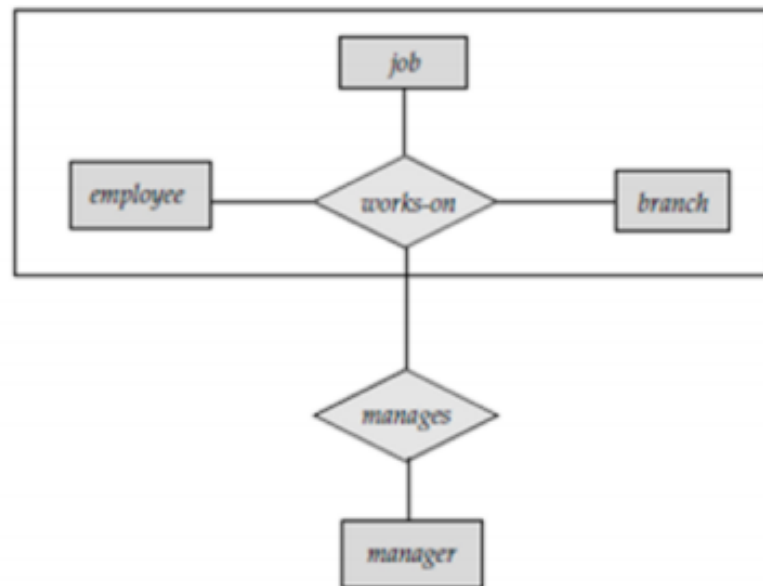 job
employee
works-on
branch
manages
manager